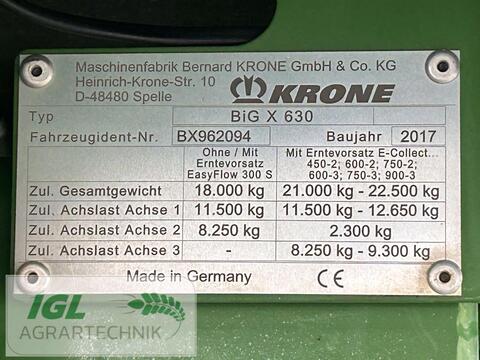 Maschinenfabrik Bernard KRONE GmbH & Co. KG
Heinrich-Krone-Str. 10
D-48480 Spelle
KRONE
Typ BiG X 630
Fahrzeugident-Nr. BX962094 Baujahr 2017
Ohne / Mit Erntevorsatz EasyFlow 300 S
Mit Erntevorsatz E-Collect...
450-2; 600-2; 750-2;
600-3; 750-3; 900-3
Zul. Gesamtgewicht 18.000 kg 21.000 kg - 22.500 kg
Zul. Achslast Achse 1 11.500 kg 11.500 kg - 12.650 kg
Zul. Achslast Achse 2 8.250 kg 2.300 kg
Zul. Achslast Achse 3 - 8.250 kg - 9.300 kg
Made in Germany CE
IGL
AGRARTECHNIK